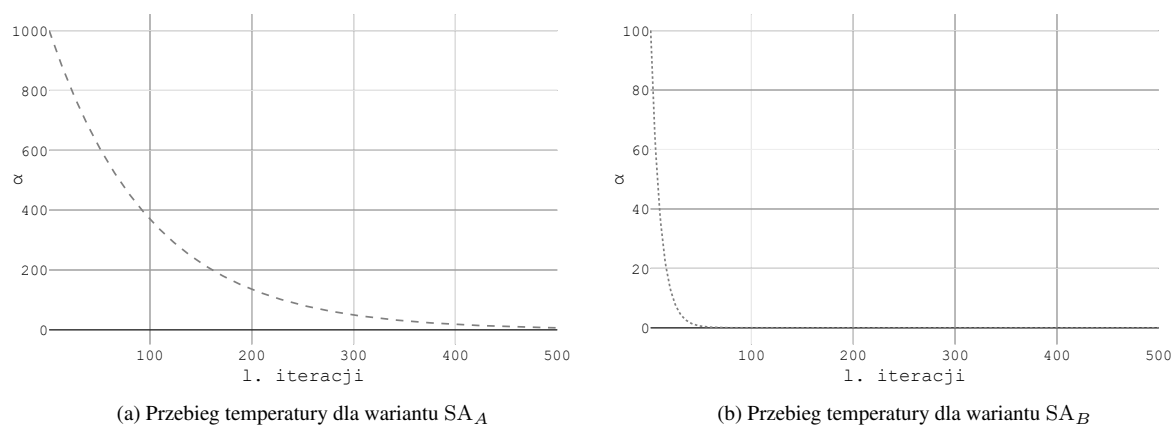 1000
800
600
400
200
0
α
100 200 300 400 500
l. iteracji
(a) Przebieg temperatury dla wariantu SA_A
100
80
60
40
20
0
α
100 200 300 400 500
l. iteracji
(b) Przebieg temperatury dla wariantu SA_B